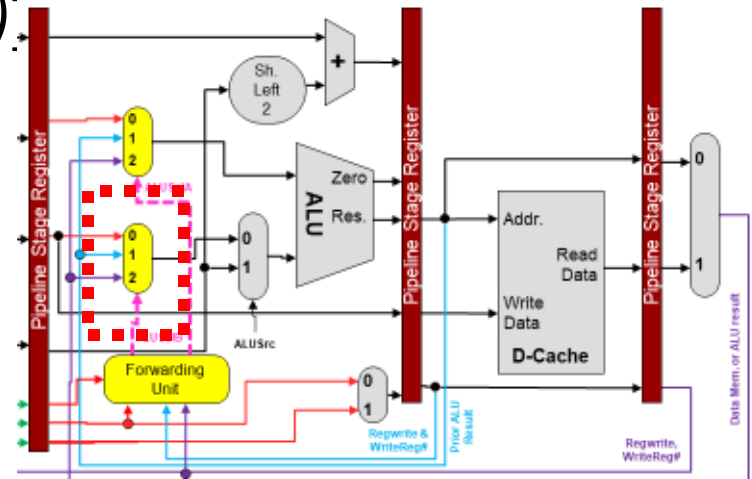 )
Pipeline Stage Register
0
1
2
0
1
2
Sh.
Left
2
+
ALU
Zero
Res.
0
1
ALUSrc
Forwarding
Unit
0
1
Pipeline Stage Register
Regwrite &
WriteReg#
Prior ALU
Result
Addr.
Read
Data
Write
Data
D-Cache
Pipeline Stage Register
Regwrite,
WriteReg#
0
1
Data Mem. or ALU result